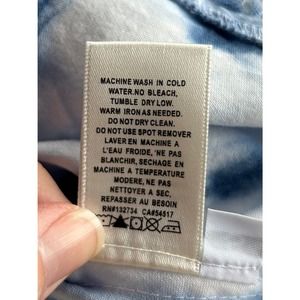 MACHINE WASH IN COLD
WATER.NO BLEACH,
TUMBLE DRY LOW.
WARM IRON AS NEEDED.
DO NOT DRY CLEAN.
DO NOT USE SPOT REMOVER
LAVER EN MACHINE A
L'EAU FROIDE, 'NE PAS
BLANCHIR, SECHAGE EN
MACHINE A TEMPERATURE
MODERE, NE PAS
NETTOYER A SEC,
REPASSER AU BESOIN
RN#132734 CA#54517